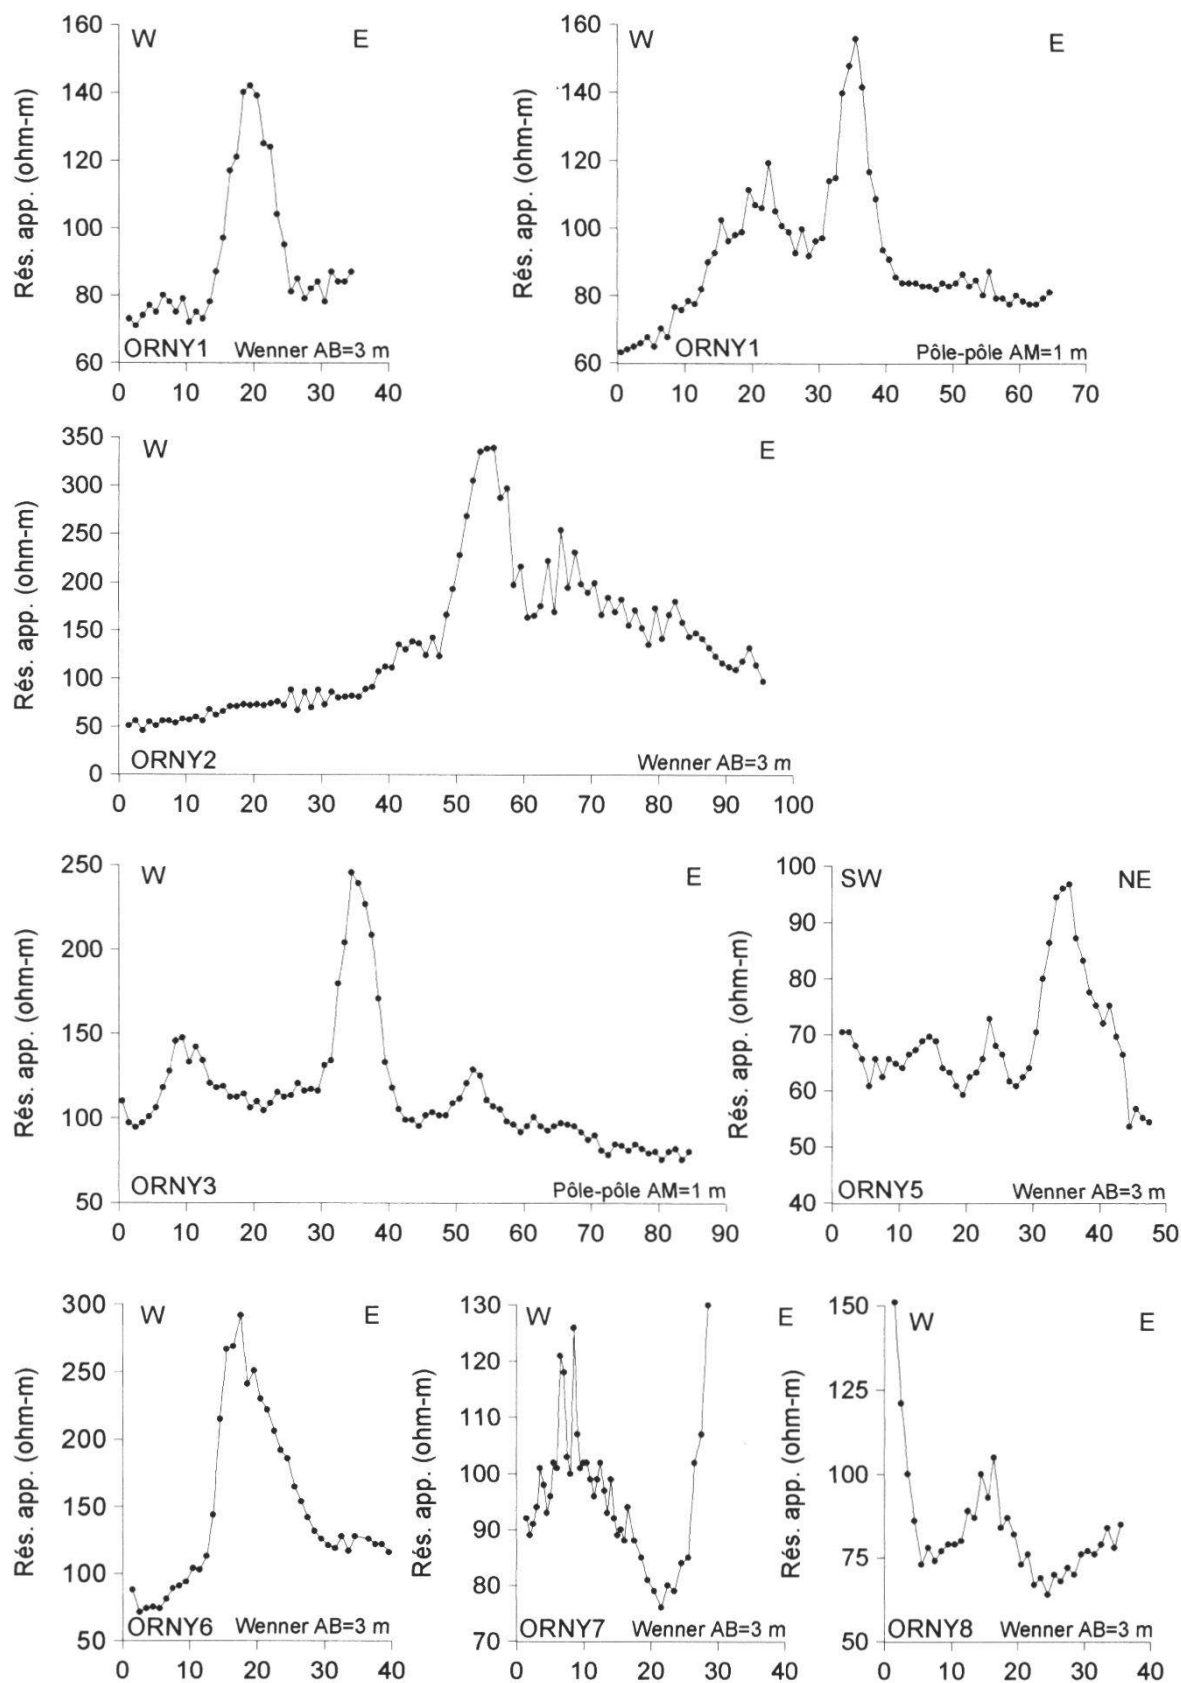 160
140
120
100
80
60
Rés. app. (ohm-m)
W E
ORNY1 Wenner AB=3 m
0 10 20 30 40
160
140
120
100
80
60
Rés. app. (ohm-m)
W E
ORNY1 Pôle-pôle AM=1 m
0 10 20 30 40 50 60 70
350
300
250
200
150
100
50
0
Rés. app. (ohm-m)
W E
ORNY2 Wenner AB=3 m
0 10 20 30 40 50 60 70 80 90 100
250
200
150
100
50
Rés. app. (ohm-m)
W E
ORNY3 Pôle-pôle AM=1 m
0 10 20 30 40 50 60 70 80 90
100
90
80
70
60
50
40
Rés. app. (ohm-m)
SW NE
ORNY5 Wenner AB=3 m
0 10 20 30 40 50
300
250
200
150
100
50
Rés. app. (ohm-m)
W E
ORNY6 Wenner AB=3 m
0 10 20 30 40
130
120
110
100
90
80
70
Rés. app. (ohm-m)
W E
ORNY7 Wenner AB=3 m
0 10 20 30 40
150
125
100
75
50
Rés. app. (ohm-m)
W E
ORNY8 Wenner AB=3 m
0 10 20 30 40